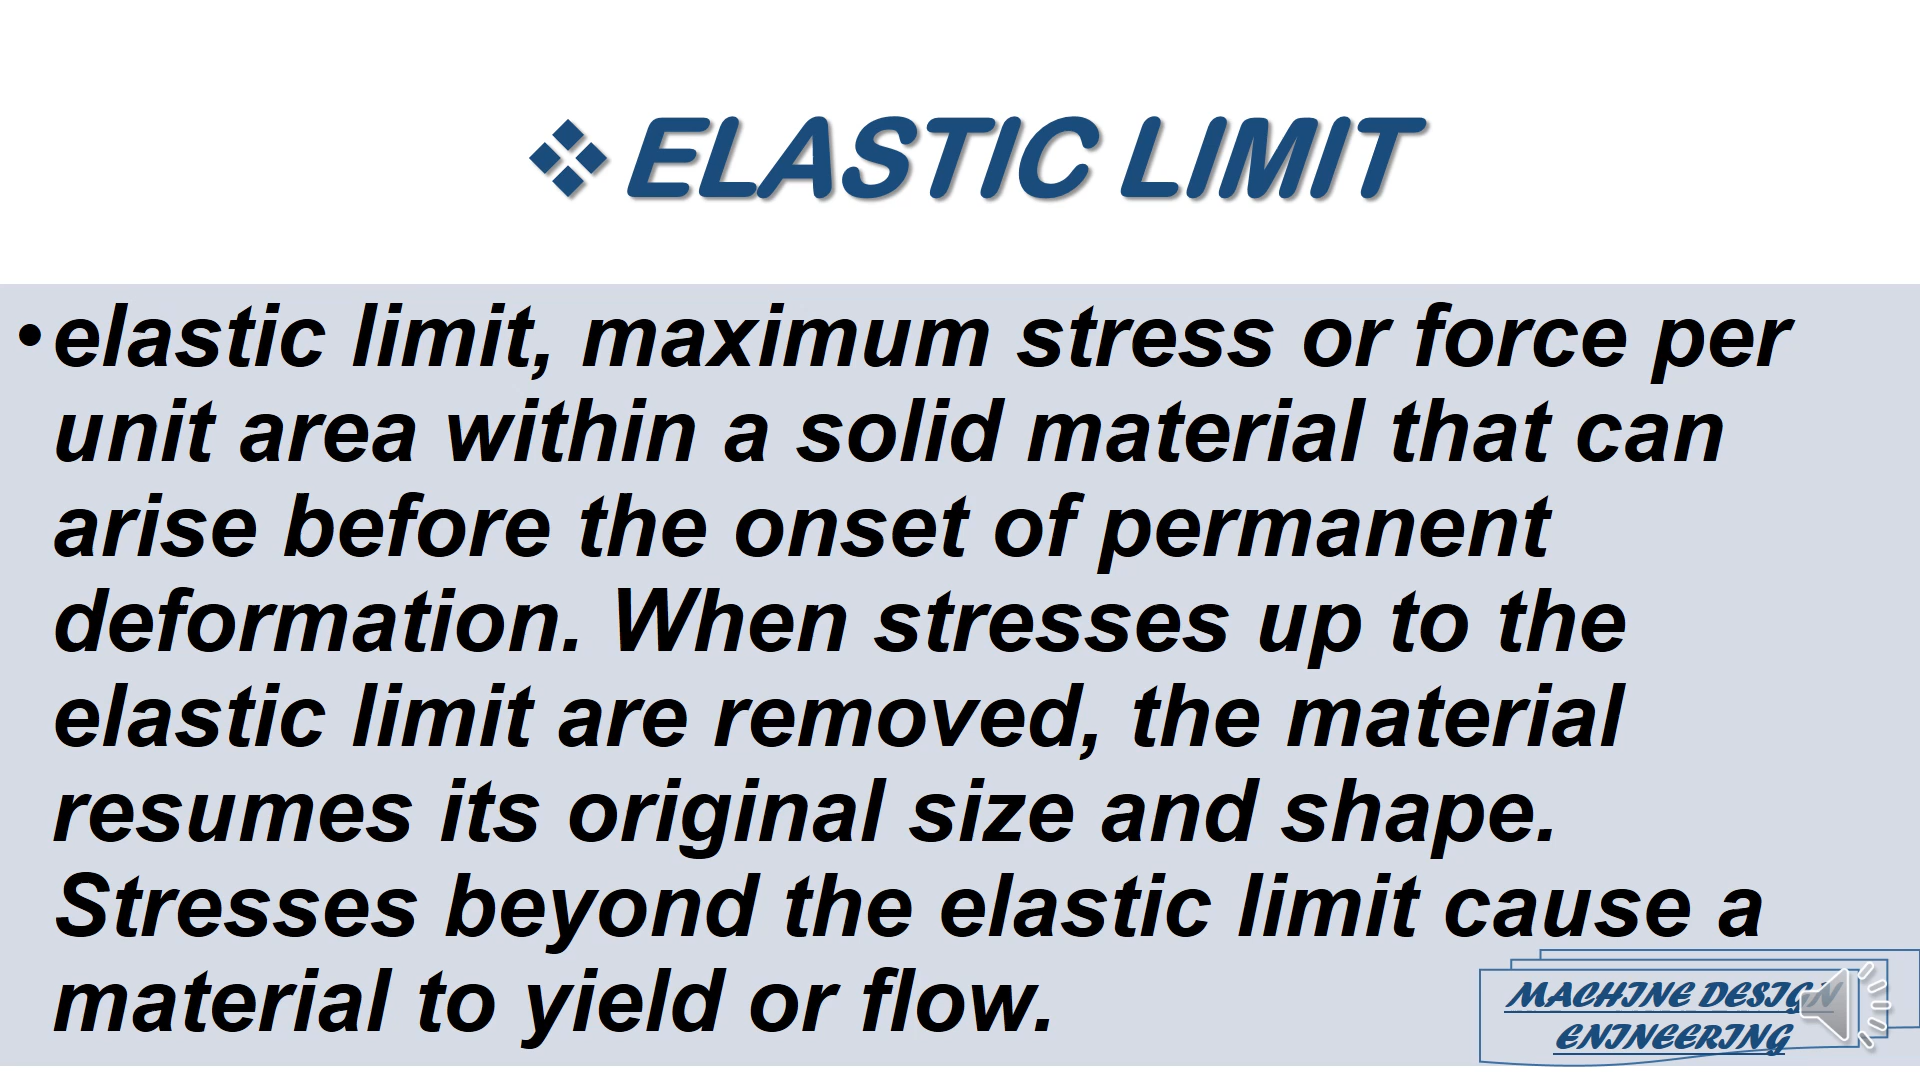 ❖ELASTIC LIMIT
•elastic limit, maximum stress or force per
unit area within a solid material that can
arise before the onset of permanent
deformation. When stresses up to the
elastic limit are removed, the material
resumes its original size and shape.
Stresses beyond the elastic limit cause a
material to yield or flow.
MACHINE DESIGN
ENINEERING